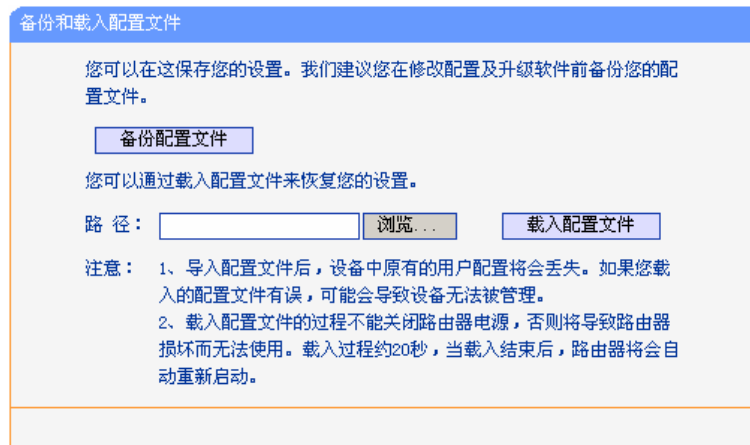 备份和载入配置文件
您可以在这保存您的设置。我们建议您在修改配置及升级软件前备份您的配
置文件。
备份配置文件
您可以通过载入配置文件来恢复您的设置。
路 径： 浏览... 载入配置文件
注意： 1、导入配置文件后，设备中原有的用户配置将会丢失。如果您载
入的配置文件有误，可能会导致设备无法被管理。
2、载入配置文件的过程不能关闭路由器电源，否则将导致路由器
损坏而无法使用。载入过程约20秒，当载入结束后，路由器将会自
动重新启动。